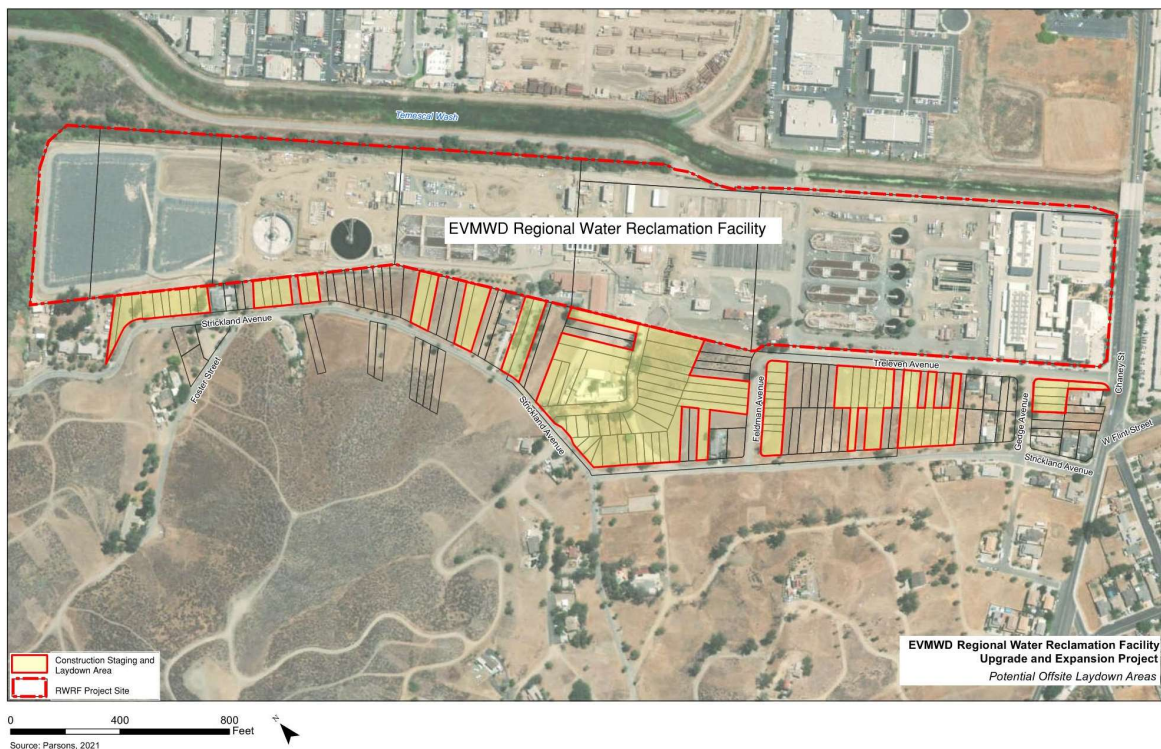 Temescal Wash
EVMWD Regional Water Reclamation Facility
Strickland Avenue
Foster Street
Strickland Avenue
Feldman Avenue
Treleven Avenue
Gedge Avenue
Chaney St
W Flint Street
Strickland Avenue
Construction Staging and
Laydown Area
RWRF Project Site
EVMWD Regional Water Reclamation Facility
Upgrade and Expansion Project
Potential Offsite Laydown Areas
0 400 800
Feet
N
Source: Parsons, 2021